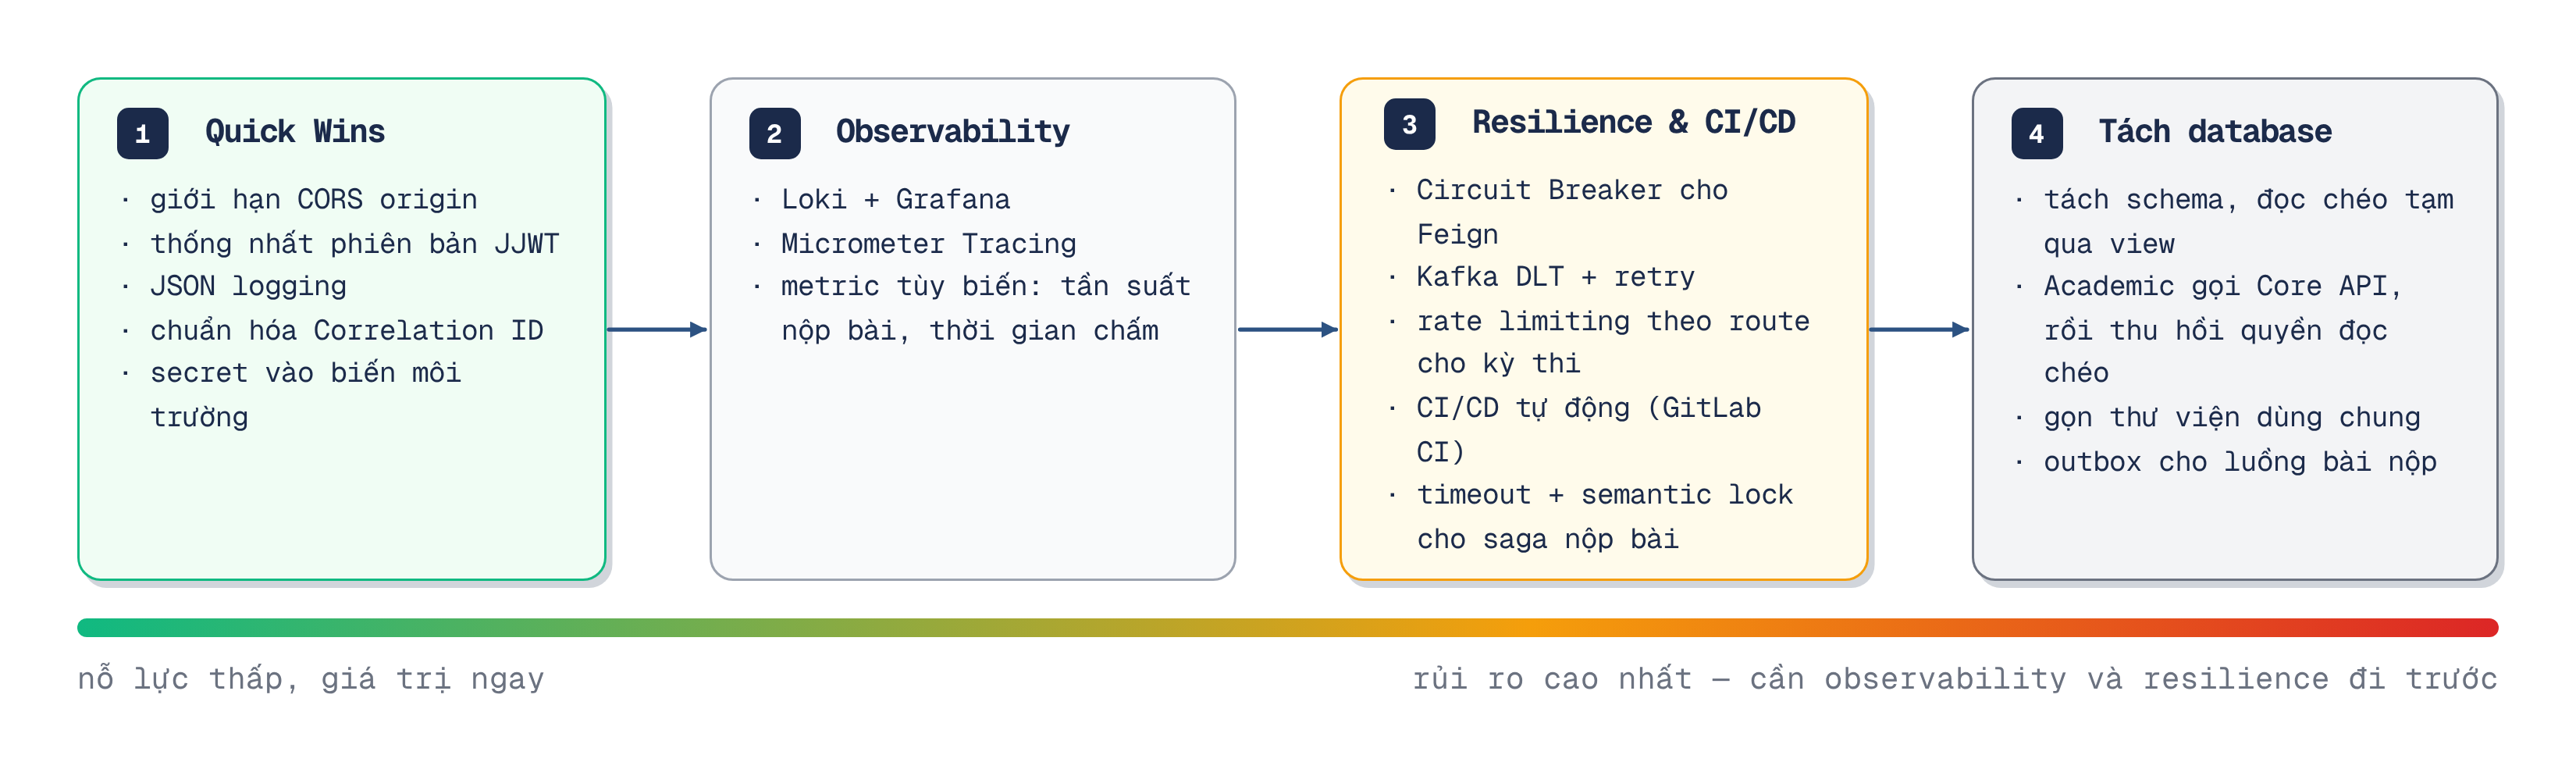 1 Quick Wins
· giới hạn CORS origin
· thống nhất phiên bản JJWT
· JSON logging
· chuẩn hóa Correlation ID
· secret vào biến môi
trường
2 Observability
· Loki + Grafana
· Micrometer Tracing
· metric tùy biến: tần suất
nộp bài, thời gian chấm
3 Resilience & CI/CD
· Circuit Breaker cho
Feign
· Kafka DLT + retry
· rate limiting theo route
cho kỳ thi
· CI/CD tự động (GitLab
CI)
· timeout + semantic lock
cho saga nộp bài
4 Tách database
· tách schema, đọc chéo tạm
qua view
· Academic gọi Core API,
rồi thu hồi quyền đọc
chéo
· gọn thư viện dùng chung
· outbox cho luồng bài nộp
nỗ lực thấp, giá trị ngay
rủi ro cao nhất — cần observability và resilience đi trước